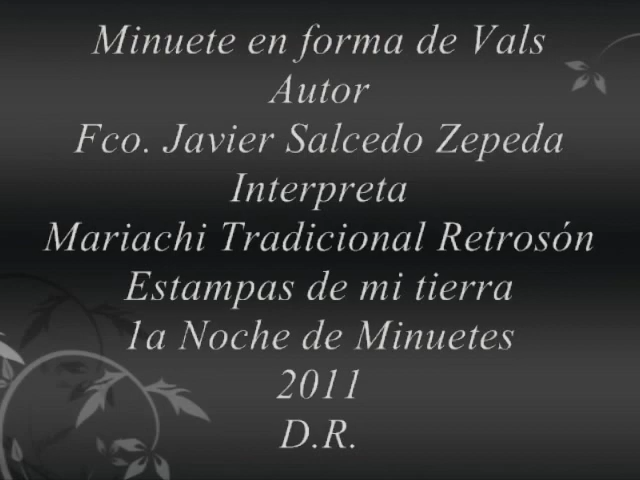 Minuete en forma de Vals
Autor
Fco. Javier Salcedo Zepeda
Interpreta
Mariachi Tradicional Retrosón
Estampas de mi tierra
1a Noche de Minuetes
2011
D.R.